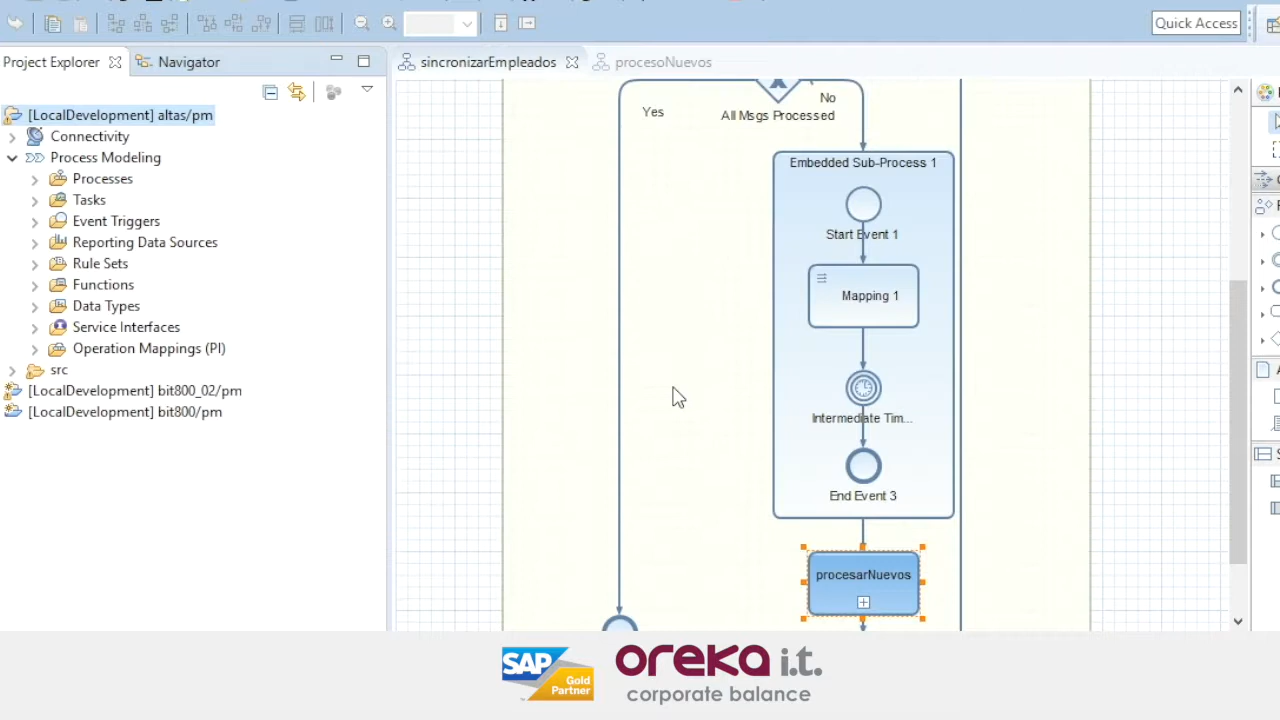 Quick Access
Project Explorer
Navigator
sincronizarEmpleados
procesoNuevos
[LocalDevelopment] altas/pm
Connectivity
Process Modeling
Processes
Tasks
Event Triggers
Reporting Data Sources
Rule Sets
Functions
Data Types
Service Interfaces
Operation Mappings (PI)
src
[LocalDevelopment] bit800_02/pm
[LocalDevelopment] bit800/pm
Yes
No
All Msgs Processed
Embedded Sub-Process 1
Start Event 1
Mapping 1
Intermediate Tim...
End Event 3
procesarNuevos
SAP
Gold
Partner
oreka i.t.
corporate balance